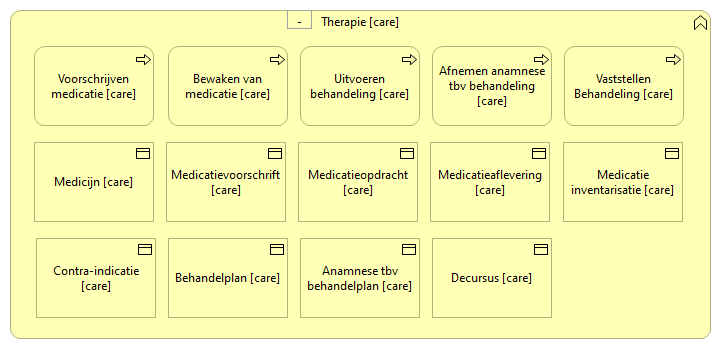 -
Therapie [care]
Voorschrijven
medicatie [care]
Bewaken van
medicatie [care]
Uitvoeren
behandeling [care]
Afnemen anamnese
tbv behandeling
[care]
Vaststellen
Behandeling [care]
Medicijn [care]
Medicatievoorschrift
[care]
Medicatieopdracht
[care]
Medicatieaflevering
[care]
Medicatie
inventarisatie [care]
Contra-indicatie
[care]
Behandelplan [care]
Anamnese tbv
behandelplan [care]
Decursus [care]